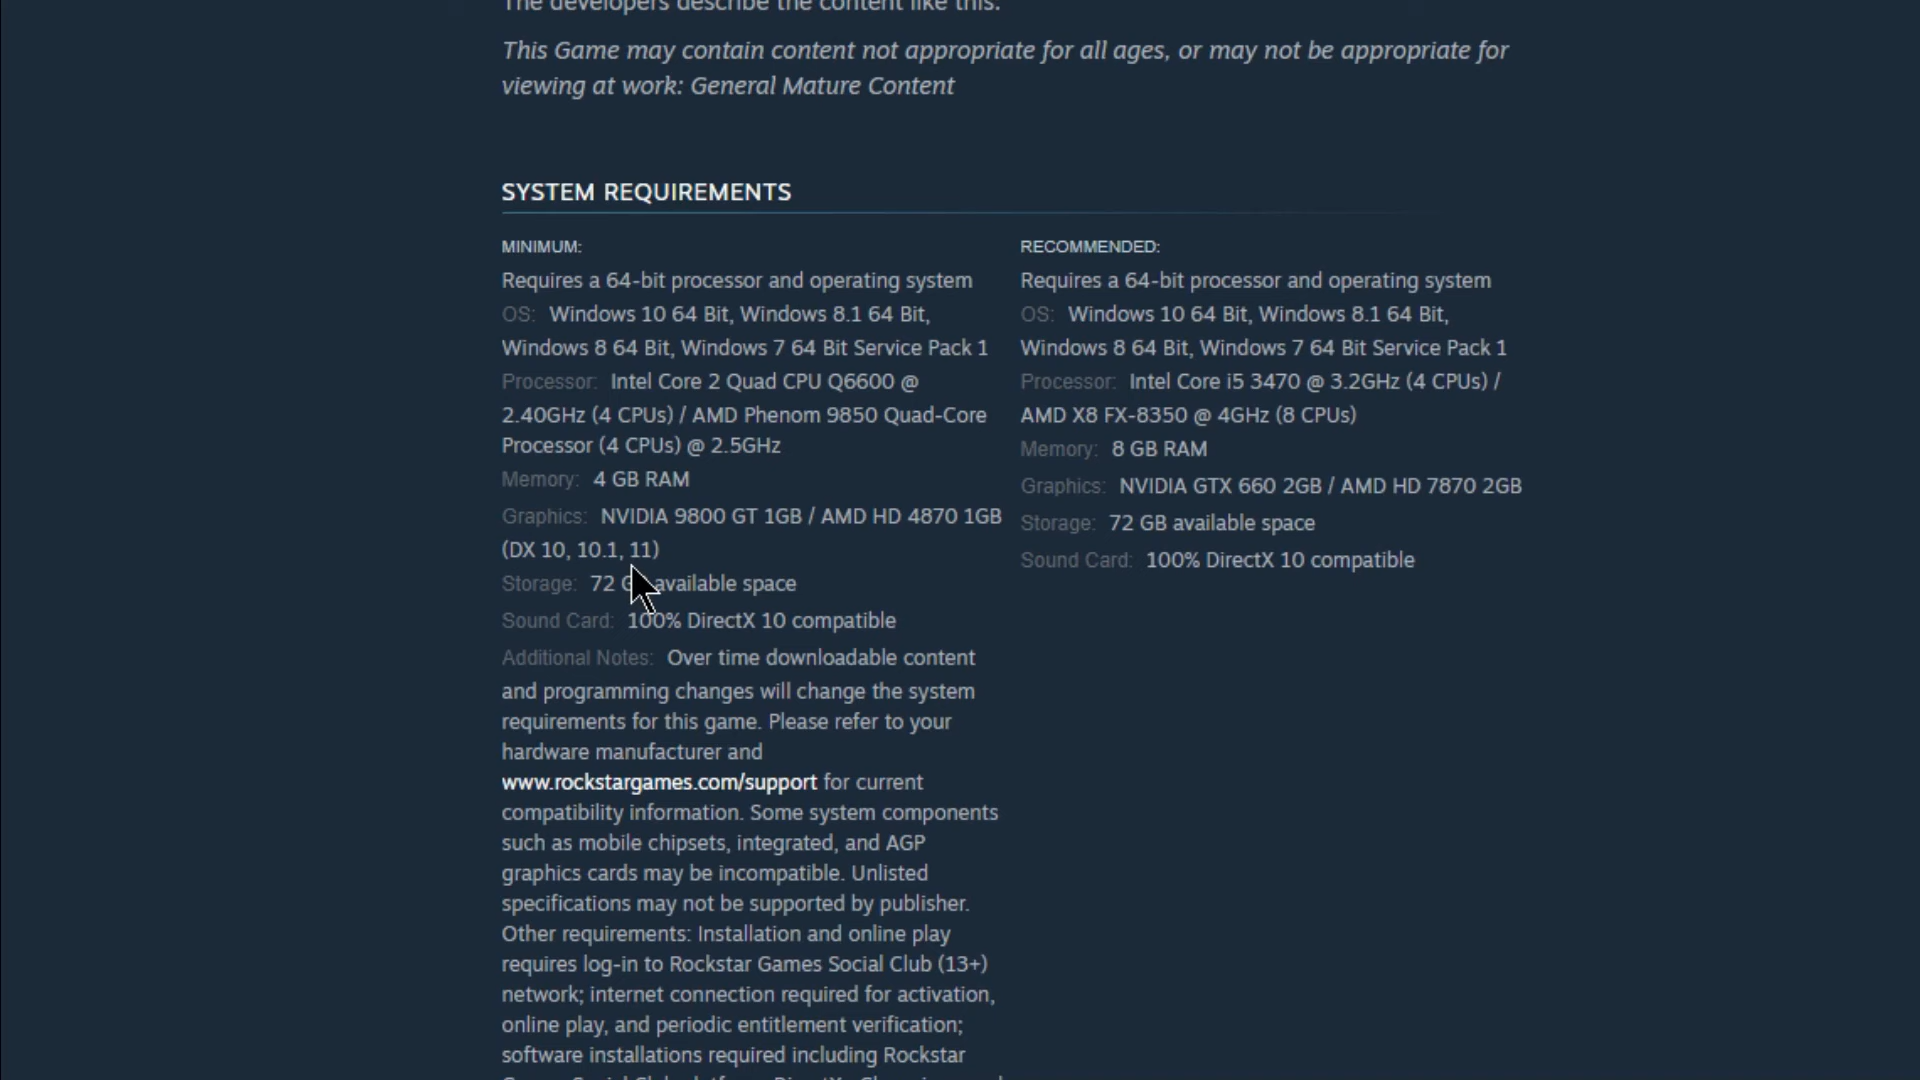 The developers describe the content like this:
This Game may contain content not appropriate for all ages, or may not be appropriate for
viewing at work: General Mature Content
SYSTEM REQUIREMENTS
MINIMUM:
Requires a 64-bit processor and operating system
OS: Windows 10 64 Bit, Windows 8.1 64 Bit,
Windows 8 64 Bit, Windows 7 64 Bit Service Pack 1
Processor: Intel Core 2 Quad CPU Q6600 @
2.40GHz (4 CPUs) / AMD Phenom 9850 Quad-Core
Processor (4 CPUs) @ 2.5GHz
Memory: 4 GB RAM
Graphics: NVIDIA 9800 GT 1GB / AMD HD 4870 1GB
(DX 10, 10.1, 11)
Storage: 72 GB available space
Sound Card: 100% DirectX 10 compatible
Additional Notes: Over time downloadable content
and programming changes will change the system
requirements for this game. Please refer to your
hardware manufacturer and
www.rockstargames.com/support for current
compatibility information. Some system components
such as mobile chipsets, integrated, and AGP
graphics cards may be incompatible. Unlisted
specifications may not be supported by publisher.
Other requirements: Installation and online play
requires log-in to Rockstar Games Social Club (13+)
network; internet connection required for activation,
online play, and periodic entitlement verification;
software installations required including Rockstar
RECOMMENDED:
Requires a 64-bit processor and operating system
OS: Windows 10 64 Bit, Windows 8.1 64 Bit,
Windows 8 64 Bit, Windows 7 64 Bit Service Pack 1
Processor: Intel Core i5 3470 @ 3.2GHz (4 CPUs) /
AMD X8 FX-8350 @ 4GHz (8 CPUs)
Memory: 8 GB RAM
Graphics: NVIDIA GTX 660 2GB / AMD HD 7870 2GB
Storage: 72 GB available space
Sound Card: 100% DirectX 10 compatible